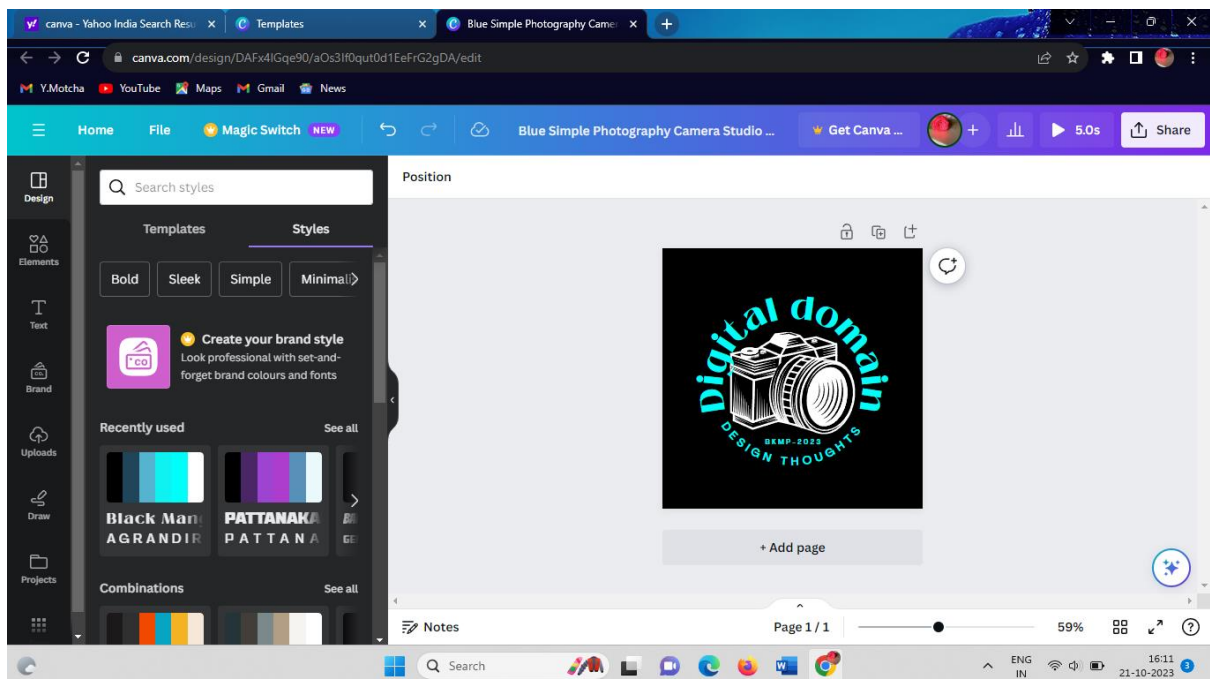 canva - Yahoo India Search Resu
Templates
Blue Simple Photography Came
canva.com/design/DAFx4lGqe90/aOs3lf0qut0d1EeFrG2gDA/edit
Y.Motcha YouTube Maps Gmail News
Home File Magic Switch NEW Blue Simple Photography Camera Studio ... Get Canva ... 5.0s Share
Design
Elements
Text
Brand
Uploads
Draw
Projects
Search styles
Templates Styles
Bold Sleek Simple Minimali
Create your brand style
Look professional with set-and-
forget brand colours and fonts
Recently used See all
Black Man
AGRANDIR
PATTANAKA
PATTANA
GE
Combinations See all
Position
Digital domain
BKMP-2023
DESIGN THOUGHTS
+ Add page
Notes Page 1 / 1 59%
Search
ENG
IN
16:11
21-10-2023
3